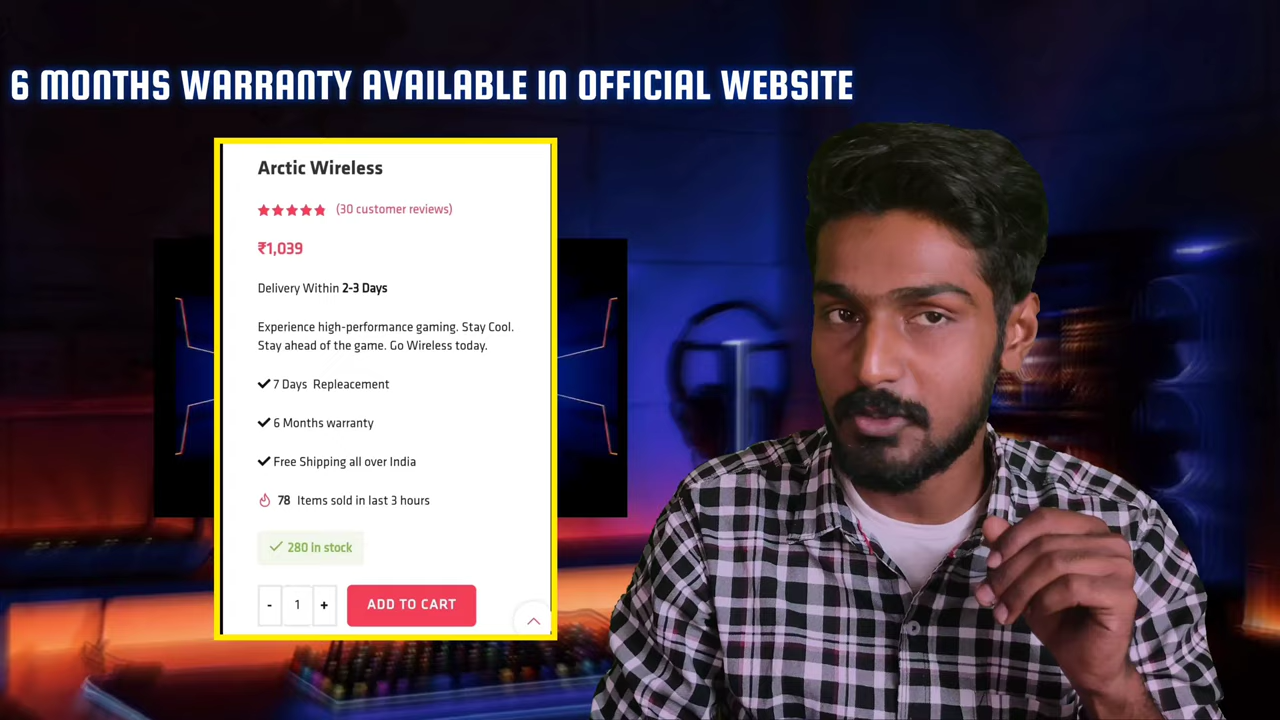 6 MONTHS WARRANTY AVAILABLE IN OFFICIAL WEBSITE
Arctic Wireless
(30 customer reviews)
₹1,039
Delivery Within 2-3 Days
Experience high-performance gaming. Stay Cool.
Stay ahead of the game. Go Wireless today.
7 Days Repleacement
6 Months warranty
Free Shipping all over India
78 Items sold in last 3 hours
280 in stock
- 1 + ADD TO CART